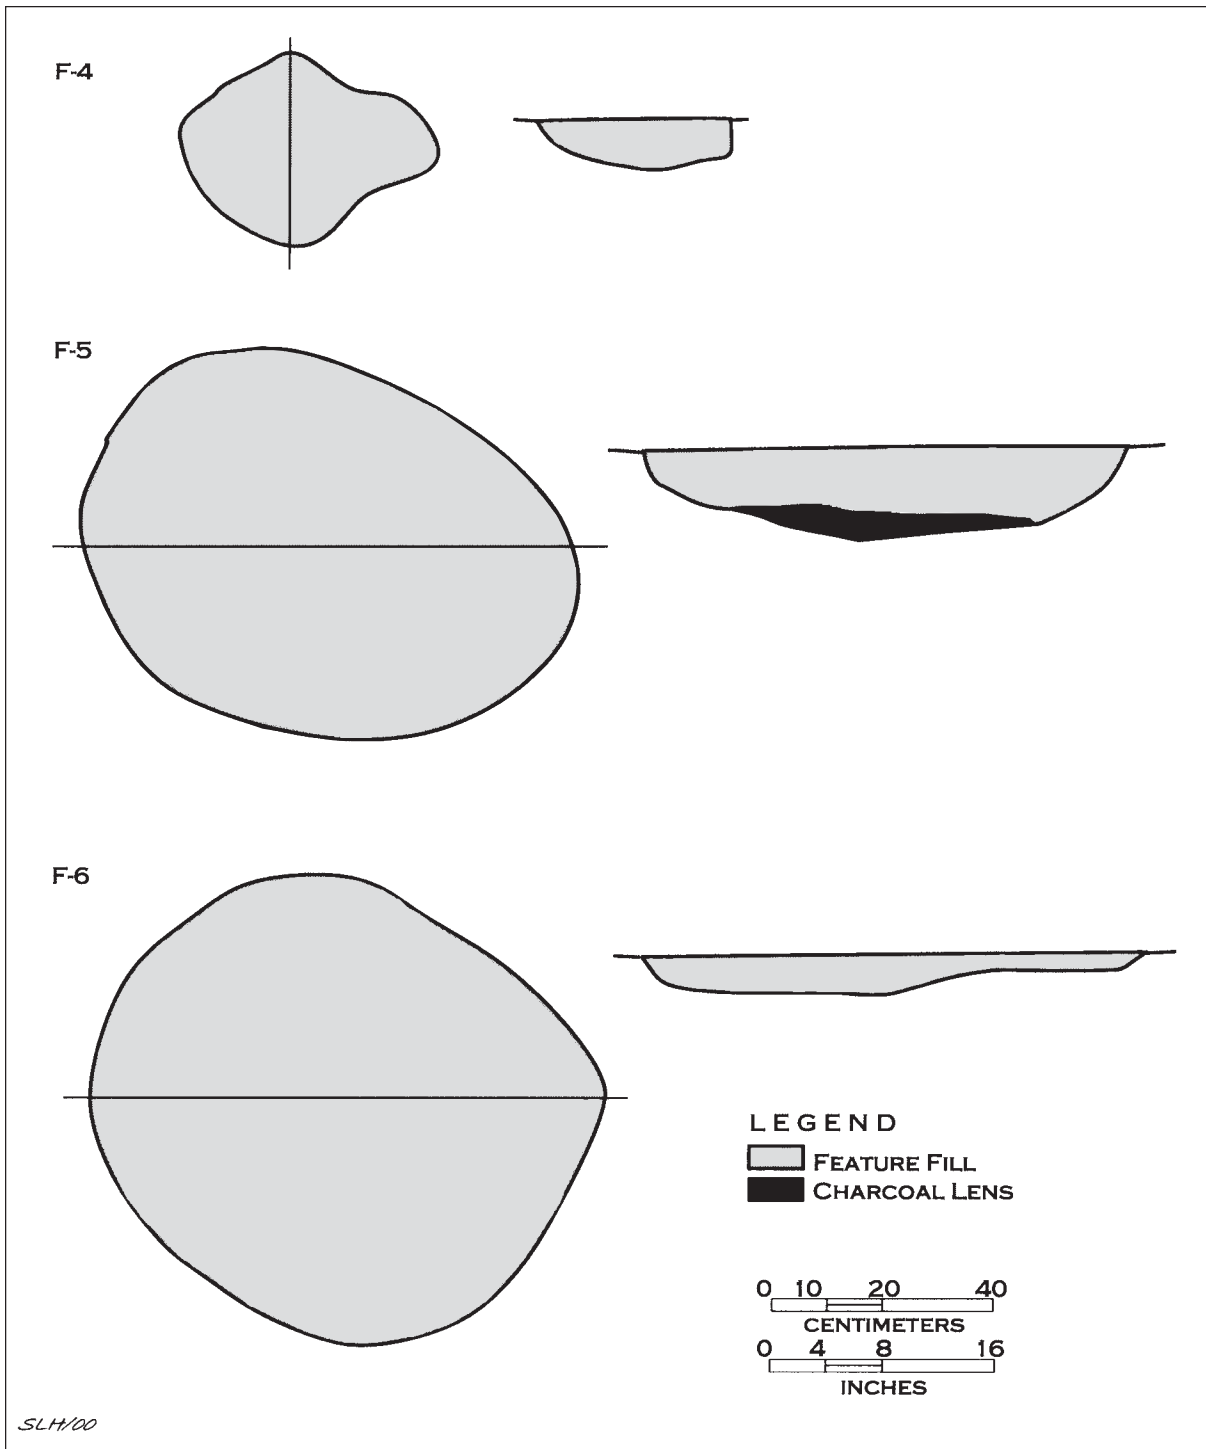 F-4
F-5
F-6
LEGEND
FEATURE FILL
CHARCOAL LENS
0 10 20 40
CENTIMETERS
0 4 8 16
INCHES
SLH/00